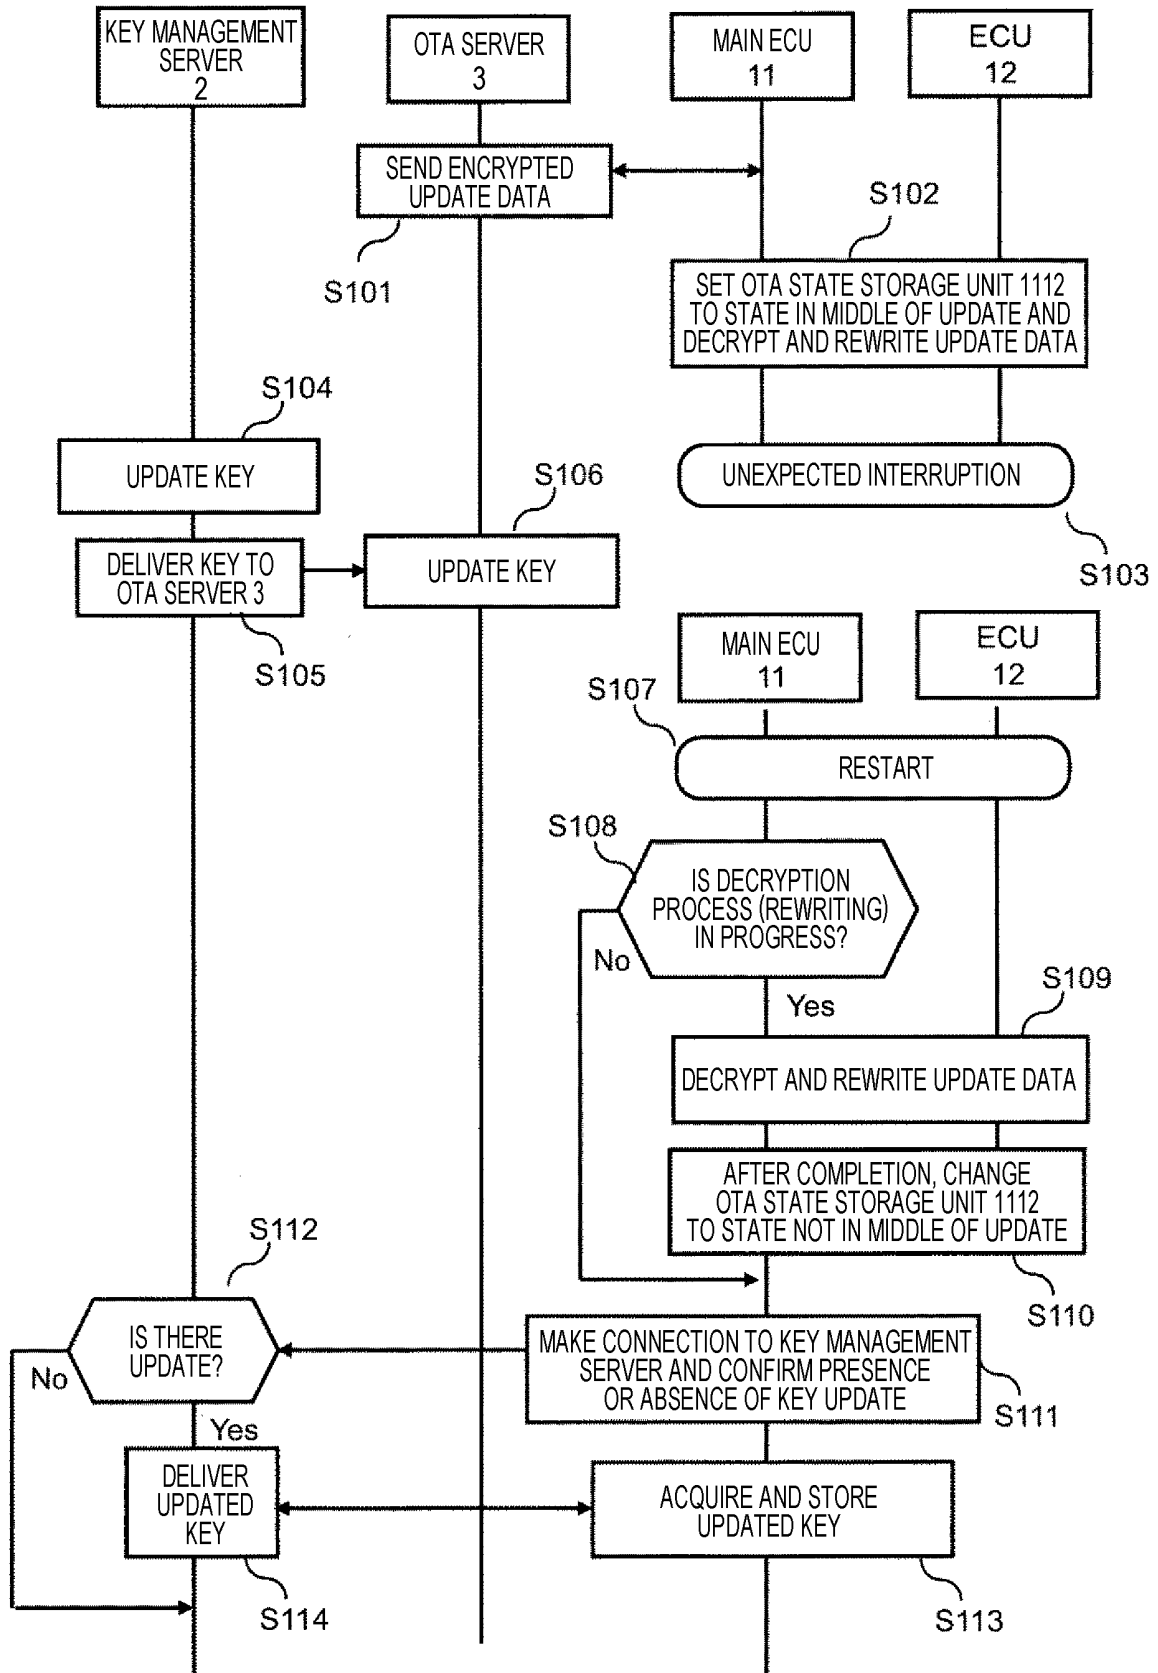 KEY MANAGEMENT
SERVER
2
OTA SERVER
3
MAIN ECU
11
ECU
12
SEND ENCRYPTED
UPDATE DATA
S101
S102
SET OTA STATE STORAGE UNIT 1112
TO STATE IN MIDDLE OF UPDATE AND
DECRYPT AND REWRITE UPDATE DATA
S104
UPDATE KEY
UNEXPECTED INTERRUPTION
S103
S106
DELIVER KEY TO
OTA SERVER 3
S105
UPDATE KEY
MAIN ECU
11
ECU
12
S107
RESTART
S108
IS DECRYPTION
PROCESS (REWRITING)
IN PROGRESS?
No
Yes
S109
DECRYPT AND REWRITE UPDATE DATA
AFTER COMPLETION, CHANGE
OTA STATE STORAGE UNIT 1112
TO STATE NOT IN MIDDLE OF UPDATE
S110
S112
IS THERE
UPDATE?
No
Yes
MAKE CONNECTION TO KEY MANAGEMENT
SERVER AND CONFIRM PRESENCE
OR ABSENCE OF KEY UPDATE
S111
DELIVER
UPDATED
KEY
S114
ACQUIRE AND STORE
UPDATED KEY
S113